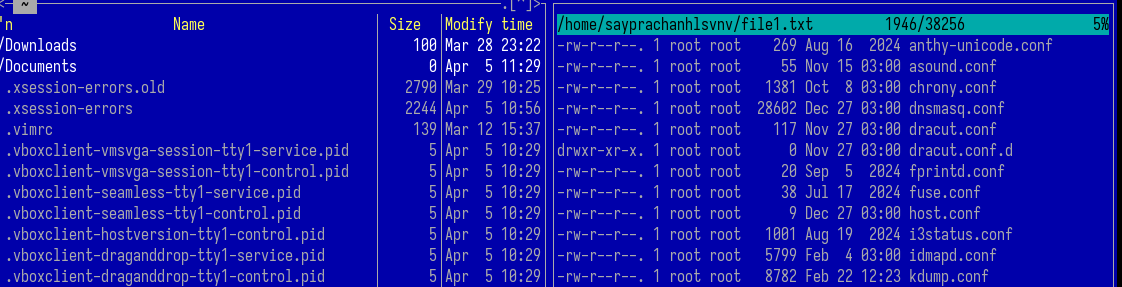 <─ ~ ─.[^]>
'n Name Size Modify time /home/sayprachanhlsvnv/file1.txt 1946/38256 5%
/Downloads 100 Mar 28 23:22 -rw-r--r--. 1 root root 269 Aug 16 2024 anthy-unicode.conf
/Documents 0 Apr 5 11:29 -rw-r--r--. 1 root root 55 Nov 15 03:00 asound.conf
.xsession-errors.old 2790 Mar 29 10:25 -rw-r--r--. 1 root root 1381 Oct 8 03:00 chrony.conf
.xsession-errors 2244 Apr 5 10:56 -rw-r--r--. 1 root root 28602 Dec 27 03:00 dnsmasq.conf
.vimrc 139 Mar 12 15:37 -rw-r--r--. 1 root root 117 Nov 27 03:00 dracut.conf
.vboxclient-vmsvga-session-tty1-service.pid 5 Apr 5 10:29 drwxr-xr-x. 1 root root 0 Nov 27 03:00 dracut.conf.d
.vboxclient-vmsvga-session-tty1-control.pid 5 Apr 5 10:29 -rw-r--r--. 1 root root 20 Sep 5 2024 fprintd.conf
.vboxclient-seamless-tty1-service.pid 5 Apr 5 10:29 -rw-r--r--. 1 root root 38 Jul 17 2024 fuse.conf
.vboxclient-seamless-tty1-control.pid 5 Apr 5 10:29 -rw-r--r--. 1 root root 9 Dec 27 03:00 host.conf
.vboxclient-hostversion-tty1-control.pid 5 Apr 5 10:29 -rw-r--r--. 1 root root 1001 Aug 19 2024 i3status.conf
.vboxclient-draganddrop-tty1-service.pid 5 Apr 5 10:29 -rw-r--r--. 1 root root 5799 Feb 4 03:00 idmapd.conf
.vboxclient-draganddrop-tty1-control.pid 5 Apr 5 10:29 -rw-r--r--. 1 root root 8782 Feb 22 12:23 kdump.conf